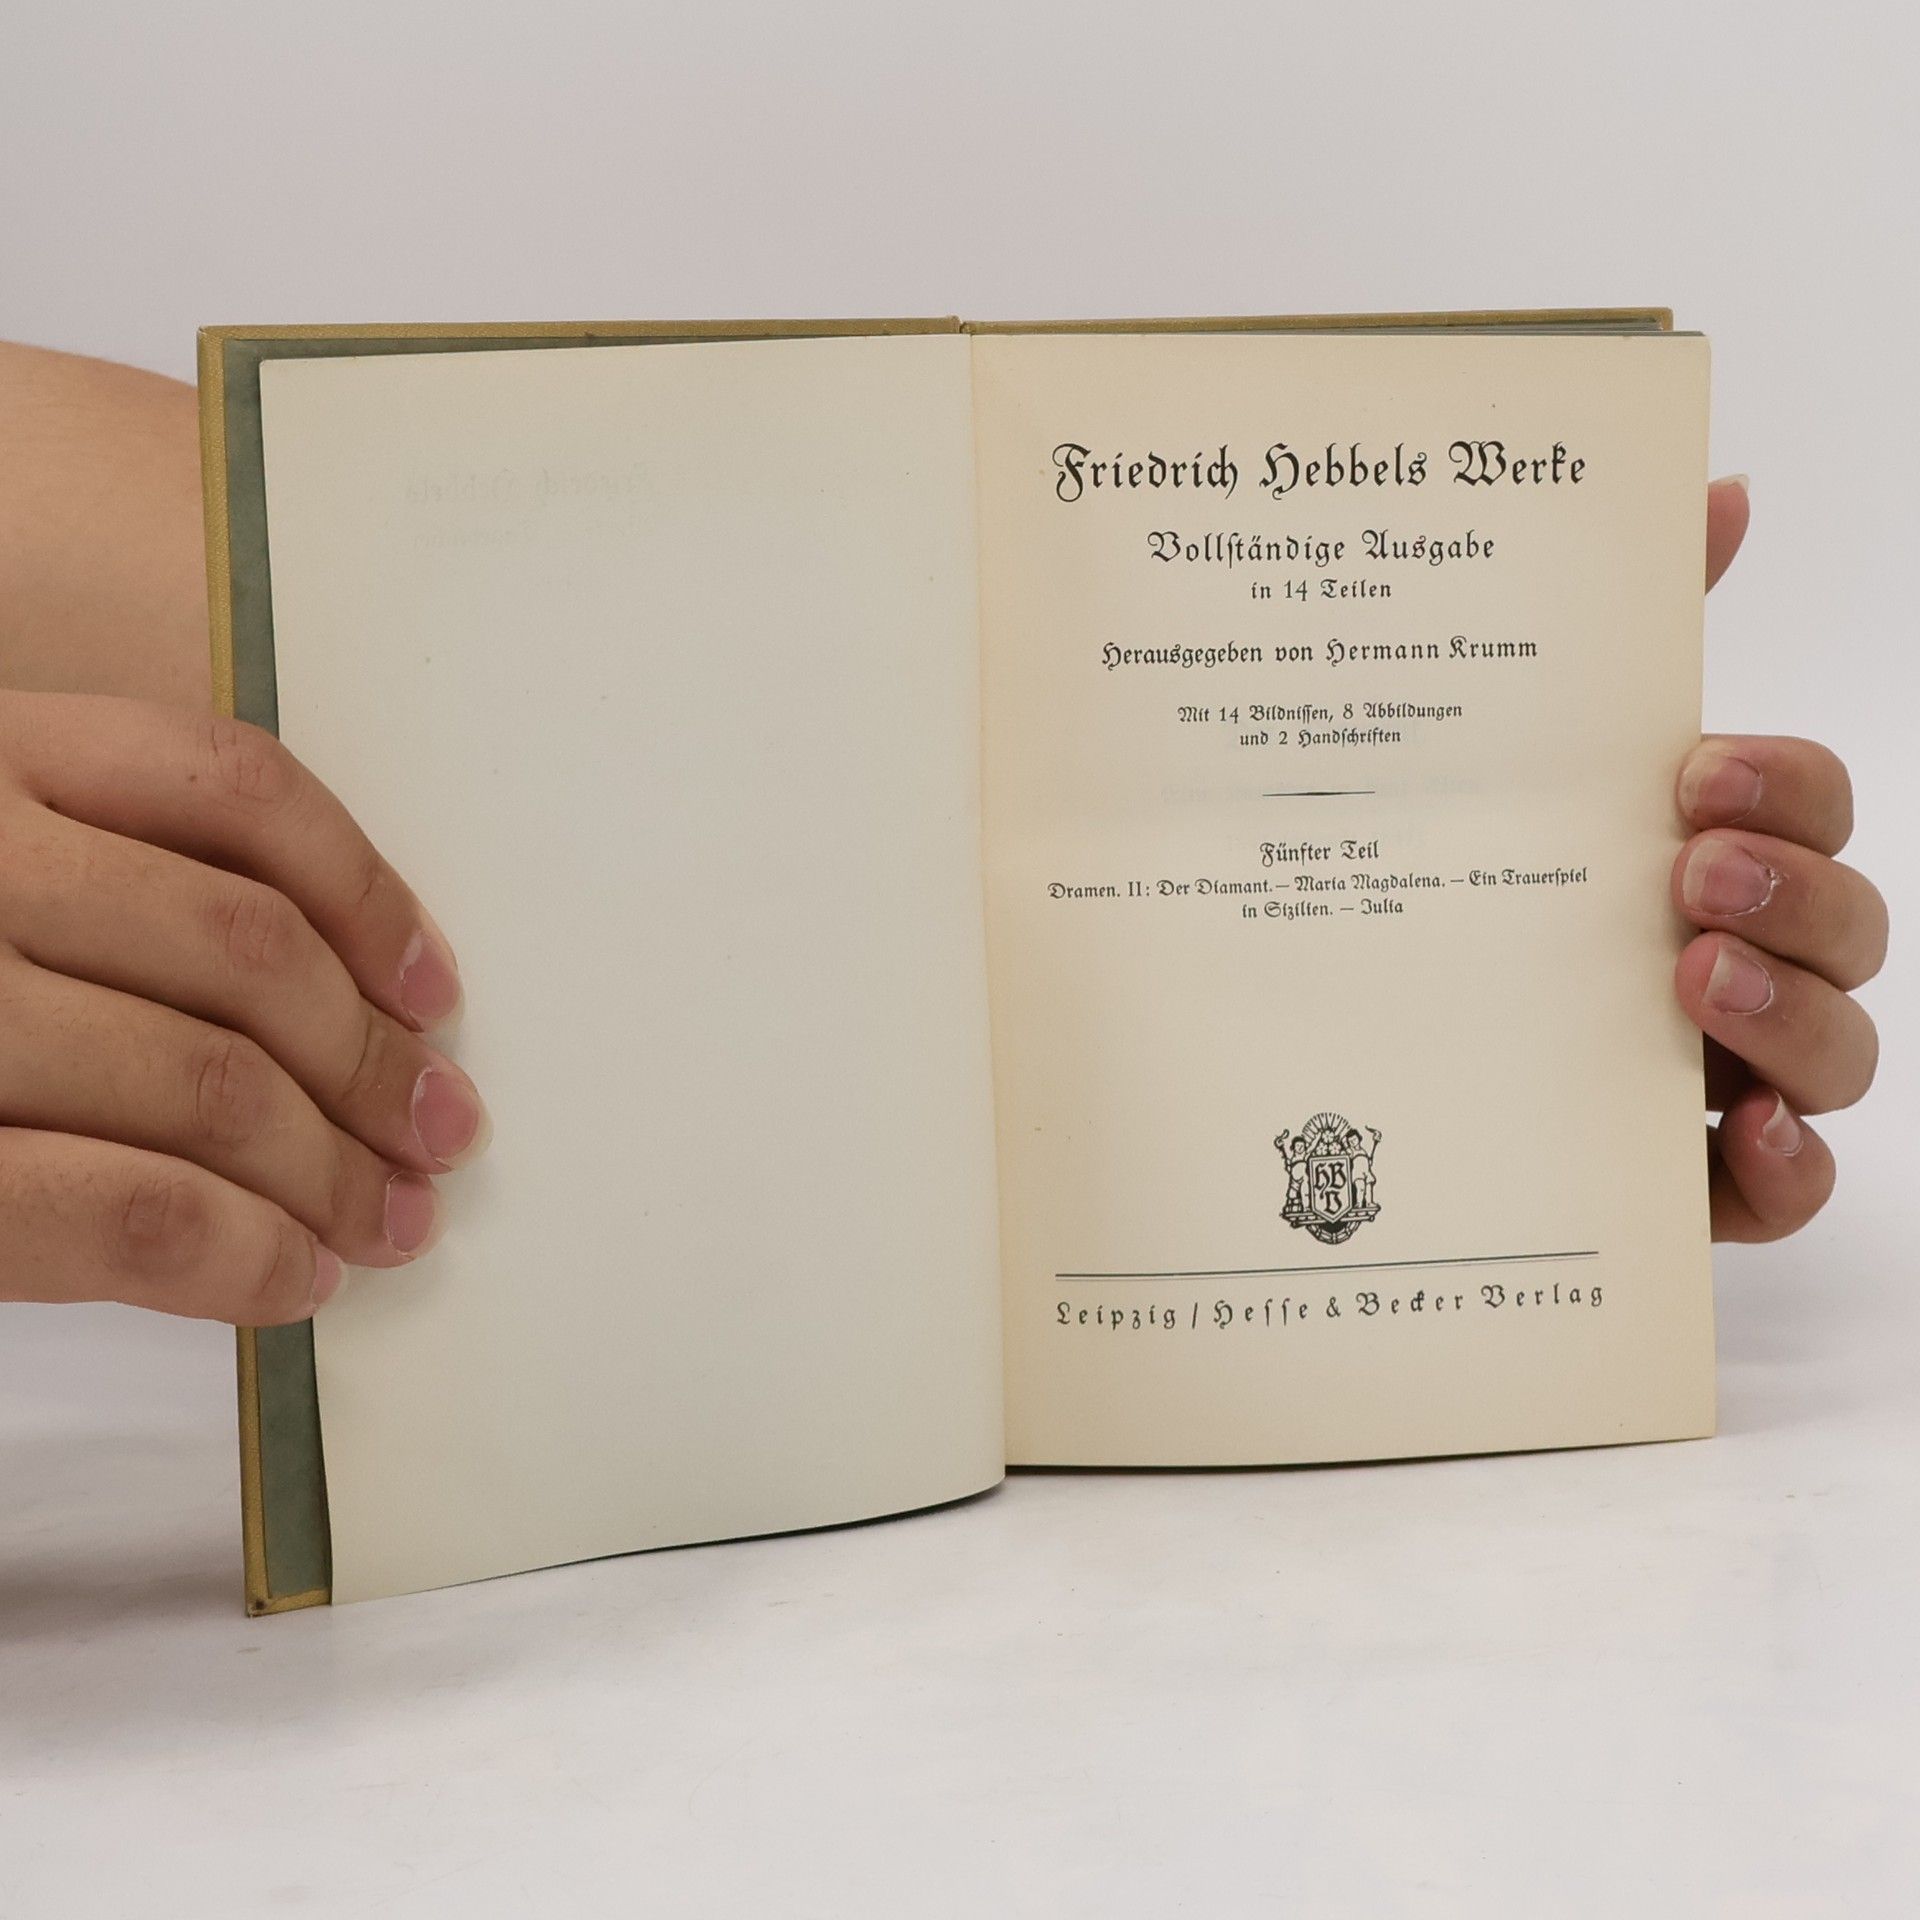 Friedrich Hebbels Werke
Vollſtändige Ausgabe
in 14 Teilen
Herausgegeben von Hermann Krumm
Mit 14 Bildniſſen, 8 Abbildungen
und 2 Handſchriften
Fünfter Teil
Dramen. II: Der Diamant. — Maria Magdalena. — Ein Trauerſpiel
in Sizilien. — Julia
HB
V
Leipzig / Heſſe & Becker Verlag